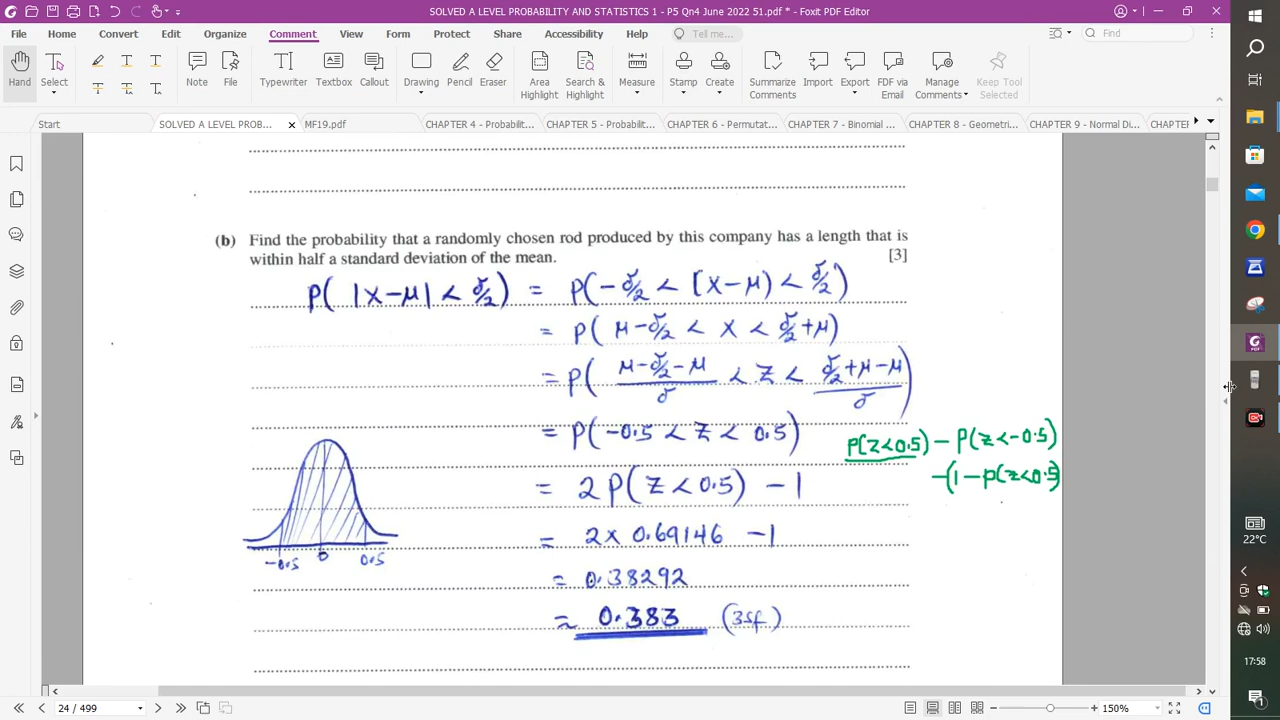 SOLVED A LEVEL PROBABILITY AND STATISTICS 1 - P5 Qn4 June 2022 51.pdf * - Foxit PDF Editor
File Home Convert Edit Organize Comment View Form Protect Share Accessibility Help Tell me... Find
Hand Select Note File Typewriter Textbox Callout Drawing Pencil Eraser Area Highlight Search & Highlight Measure Stamp Create Summarize Comments Import Export FDF via Email Manage Comments Keep Tool Selected
Start SOLVED A LEVEL PROB... MF19.pdf CHAPTER 4 - Probabilit... CHAPTER 5 - Probabilit... CHAPTER 6 - Permutat... CHAPTER 7 - Binomial ... CHAPTER 8 - Geometri... CHAPTER 9 - Normal Di... CHAPTE
(b) Find the probability that a randomly chosen rod produced by this company has a length that is
within half a standard deviation of the mean. [3]
P( |X-μ| < σ/2) = P(-σ/2 < (X-μ) < σ/2)
= P( μ-σ/2 < X < σ/2+μ)
= P( (μ-σ/2-μ)/σ < Z < (σ/2+μ-μ)/σ )
= P(-0.5 < Z < 0.5)
P(Z<0.5) - P(Z<-0.5)
-(1-P(Z<0.5)
= 2P(Z<0.5) -1
= 2x 0.69146 -1
-0.5 0 0.5
= 0.38292
≈ 0.383 (3sf)
24 / 499
150%
22°C
17:58